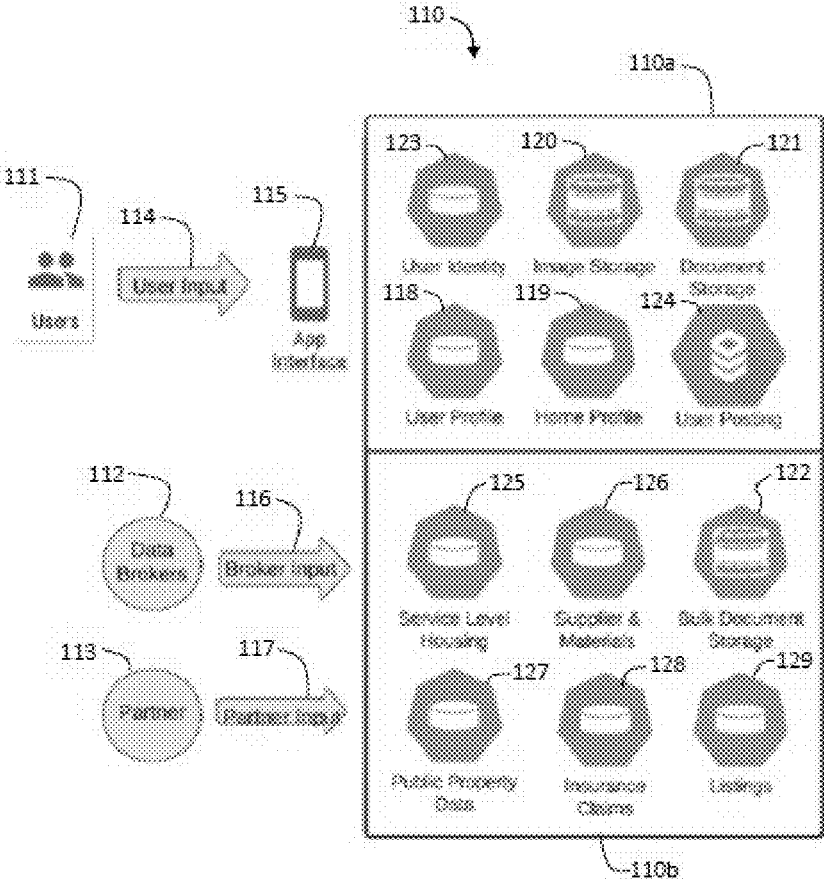 110
110a
123
120
121
111
114
115
User Identity
Image Storage
Document
Storage
User Input
Users
App
Interface
118
119
124
User Profile
Home Profile
User Posting
112
116
125
126
122
Data
Brokers
Broker Input
Service Level
Housing
Supplier &
Materials
Bulk Document
Storage
113
117
127
128
129
Partner
Partner Input
Public Property
Data
Insurance
Claims
Listings
110b